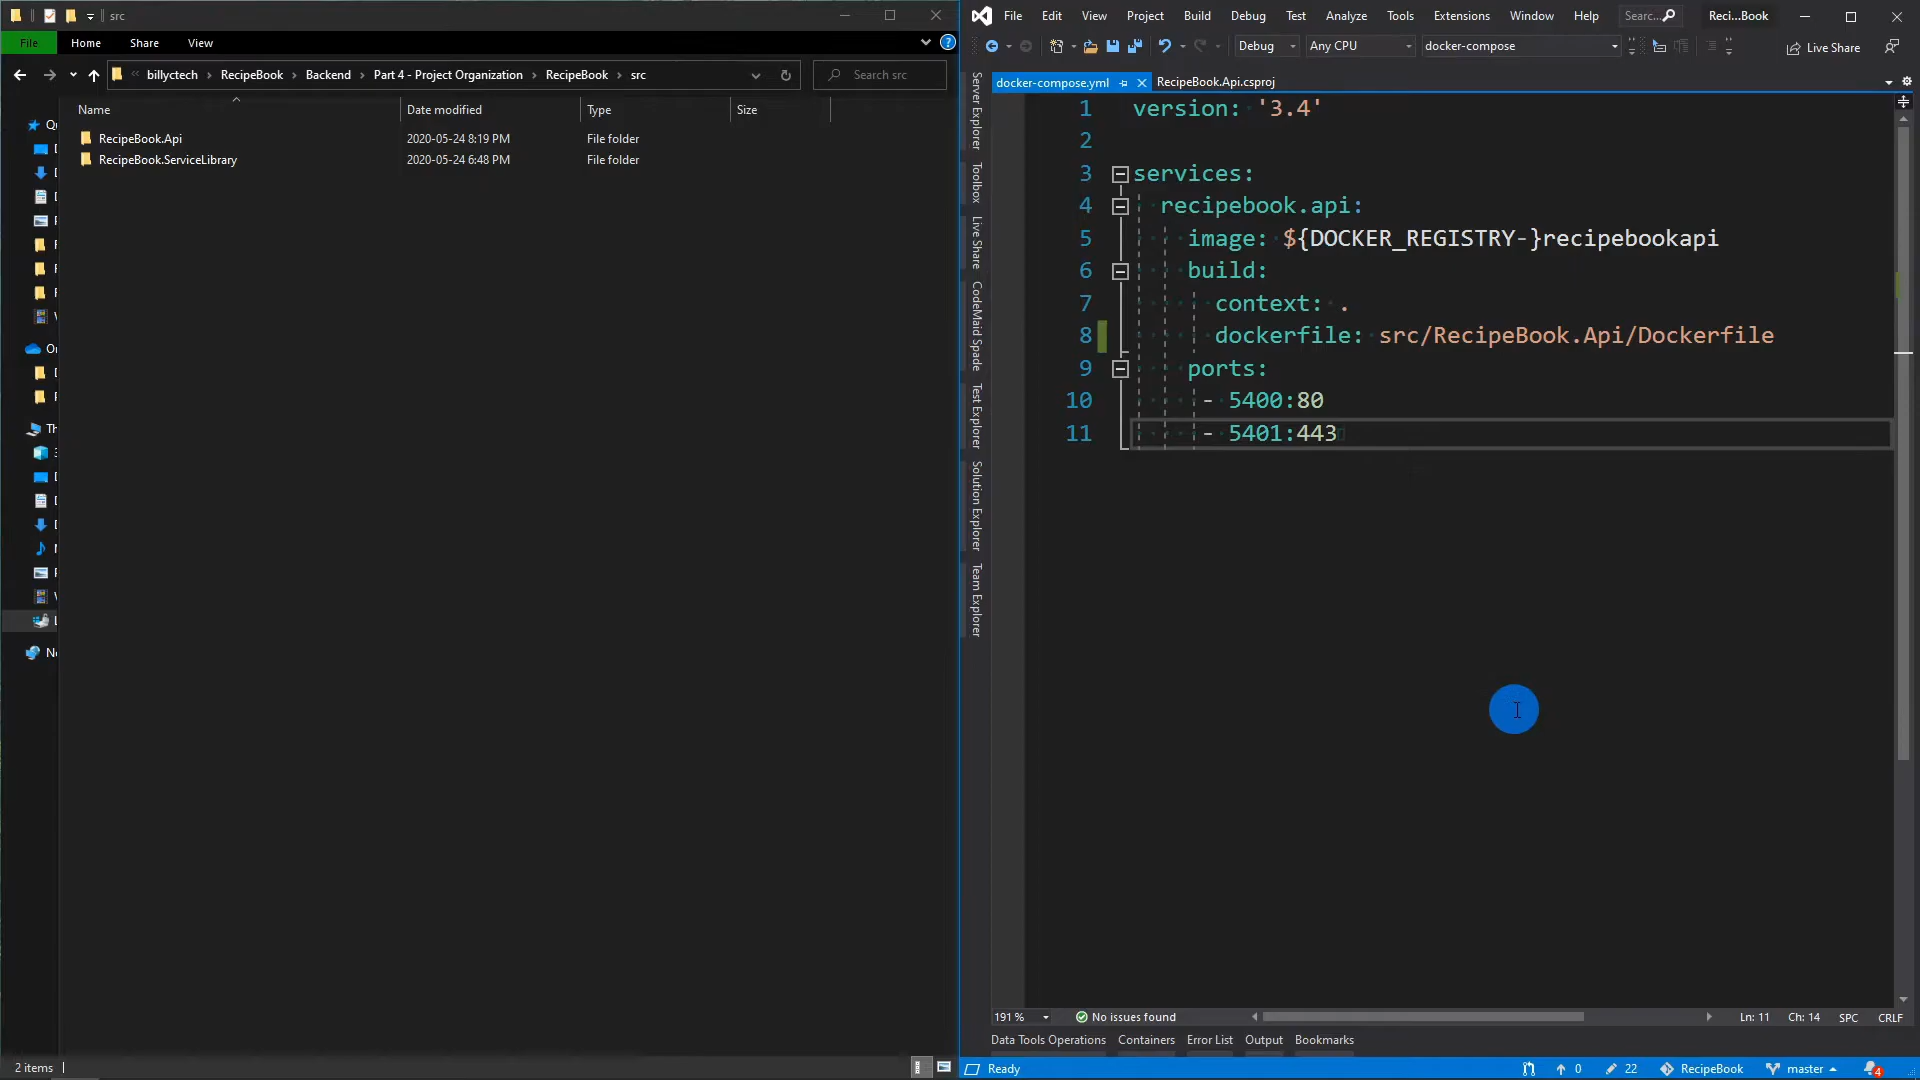 src
File Home Share View
billyctech RecipeBook Backend Part 4 - Project Organization RecipeBook src
Search src
Name Date modified Type Size
RecipeBook.Api 2020-05-24 8:19 PM File folder
RecipeBook.ServiceLibrary 2020-05-24 6:48 PM File folder
2 items
File Edit View Project Build Debug Test Analyze Tools Extensions Window Help
Searc... Reci...Book
Debug Any CPU docker-compose Live Share
docker-compose.yml RecipeBook.Api.csproj
Server Explorer
Toolbox
Live Share
CodeMaid Spade
Test Explorer
Solution Explorer
Team Explorer
1 version: '3.4'
2
3 services:
4 recipebook.api:
5 image: ${DOCKER_REGISTRY-}recipebookapi
6 build:
7 context: .
8 dockerfile: src/RecipeBook.Api/Dockerfile
9 ports:
10 - 5400:80
11 - 5401:443
191 % No issues found Ln: 11 Ch: 14 SPC CRLF
Data Tools Operations Containers Error List Output Bookmarks
Ready 0 22 RecipeBook master 4